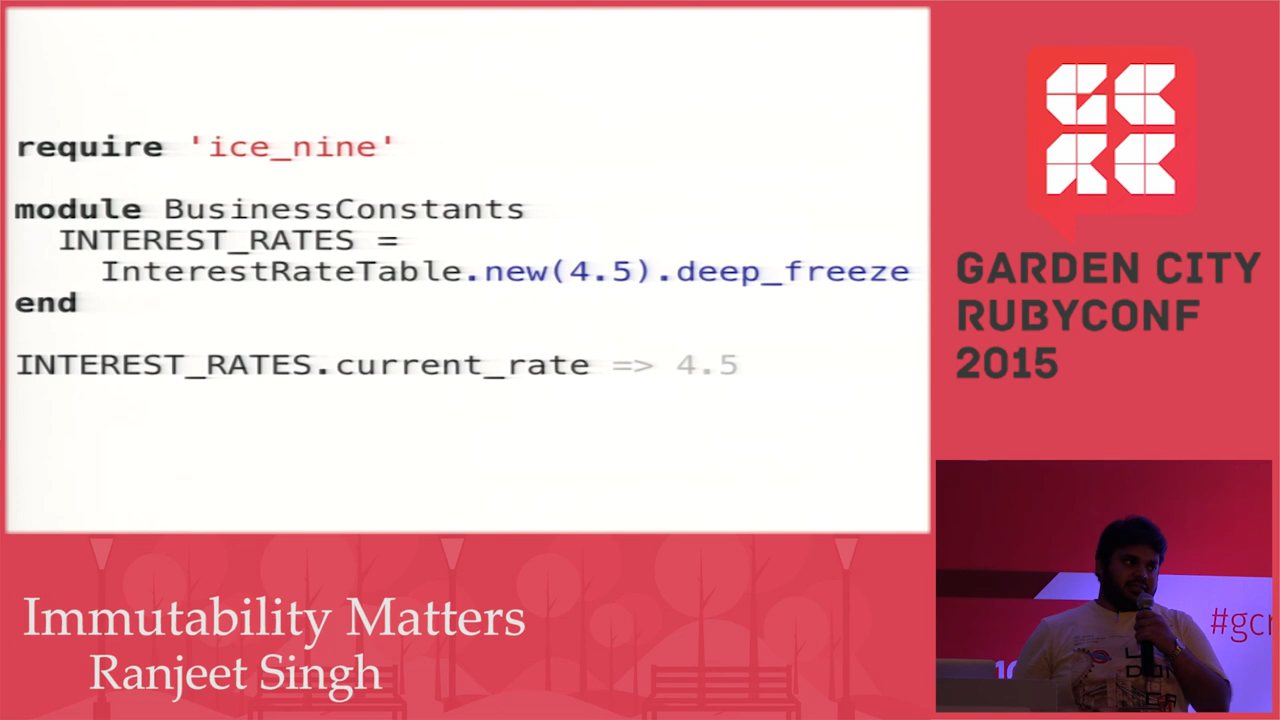 require 'ice_nine'
module BusinessConstants
INTEREST_RATES =
InterestRateTable.new(4.5).deep_freeze
end
INTEREST_RATES.current_rate => 4.5
GARDEN CITY
RUBYCONF
2015
#gcr
Immutability Matters
Ranjeet Singh